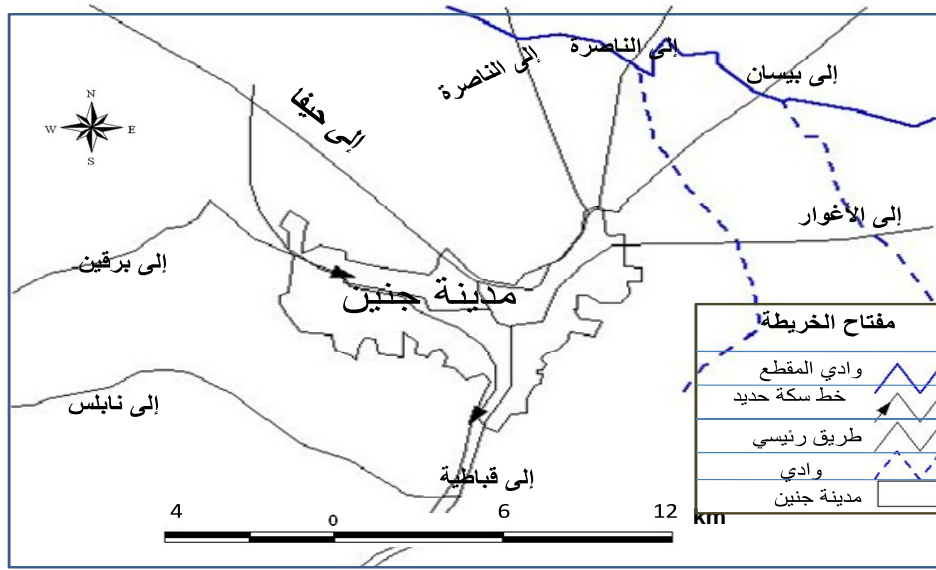 إلى الناصرة
إلى الناصرة
إلى بيسان
إلى حيفا
N
W E
S
إلى الأغوار
إلى برقين
مدينة جنين
إلى نابلس
إلى قباطية
مفتاح الخريطة
وادي المقطع
خط سكة حديد
طريق رئيسي
وادي
مدينة جنين
4 0 6 12 km